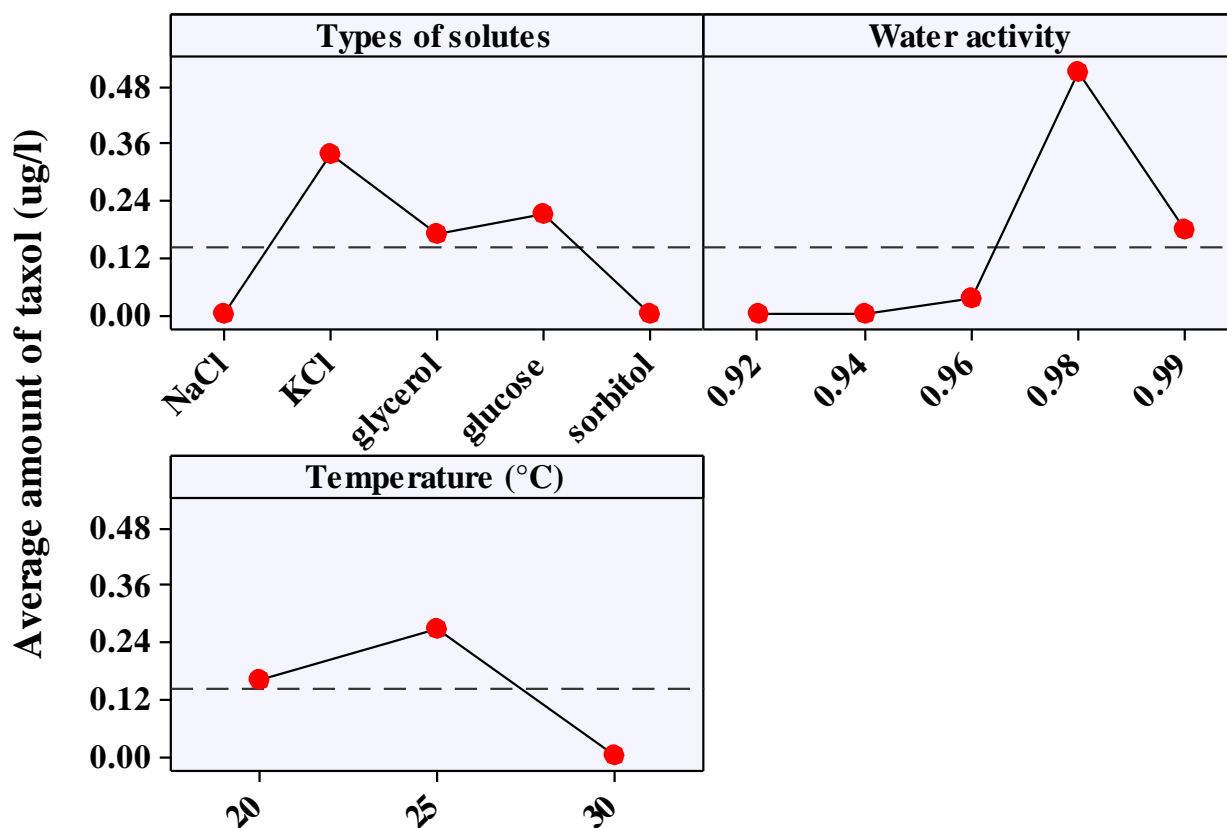 Types of solutes
Water activity
Average amount of taxol (ug/l)
0.48
0.36
0.24
0.12
0.00
NaCl
KCl
glycerol
glucose
sorbitol
0.92
0.94
0.96
0.98
0.99
Temperature (°C)
0.48
0.36
0.24
0.12
0.00
20
25
30